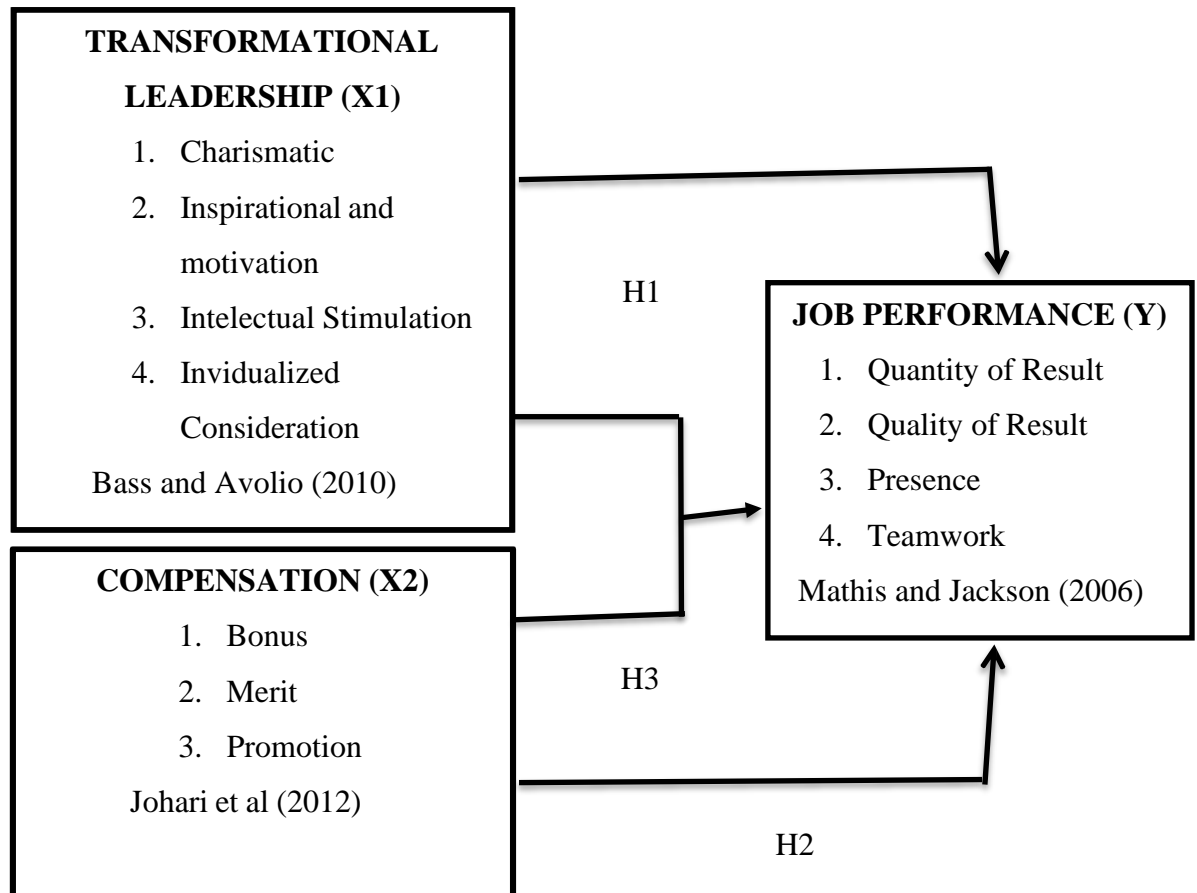 TRANSFORMATIONAL
LEADERSHIP (X1)
1. Charismatic
2. Inspirational and
motivation
3. Intelectual Stimulation
4. Invidualized
Consideration
Bass and Avolio (2010)
H1
JOB PERFORMANCE (Y)
1. Quantity of Result
2. Quality of Result
3. Presence
4. Teamwork
Mathis and Jackson (2006)
COMPENSATION (X2)
1. Bonus
2. Merit
3. Promotion
Johari et al (2012)
H3
H2